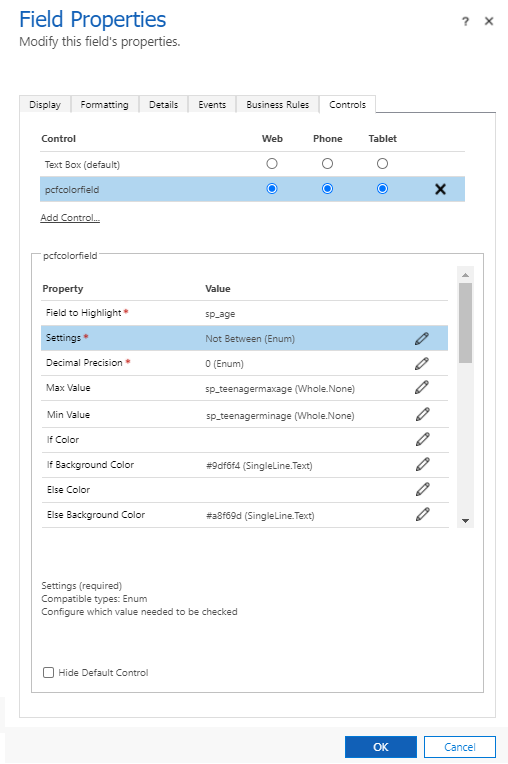 Field Properties
? ×
Modify this field's properties.
Display Formatting Details Events Business Rules Controls
Control Web Phone Tablet
Text Box (default)
pcfcolorfield
Add Control...
pcfcolorfield
Property Value
Field to Highlight* sp_age
Settings* Not Between (Enum)
Decimal Precision* 0 (Enum)
Max Value sp_teenagermaxage (Whole.None)
Min Value sp_teenagerminage (Whole.None)
If Color
If Background Color #9df6f4 (SingleLine.Text)
Else Color
Else Background Color #a8f69d (SingleLine.Text)
Settings (required)
Compatible types: Enum
Configure which value needed to be checked
Hide Default Control
OK Cancel